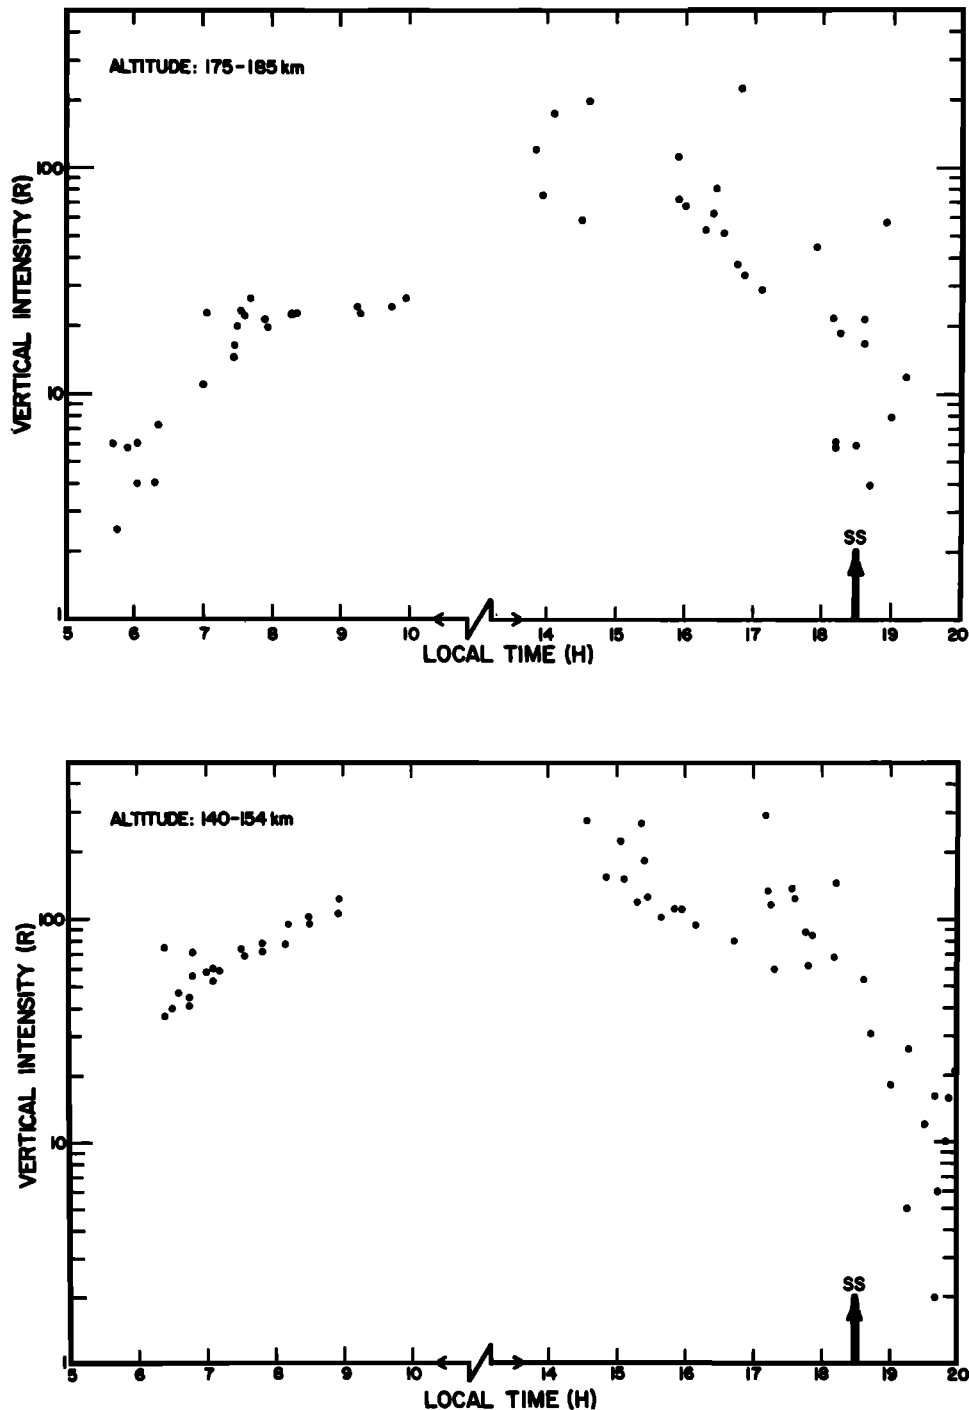 ALTITUDE: 175-185 km
VERTICAL INTENSITY (R)
100
10
1
SS
5 6 7 8 9 10 14 15 16 17 18 19 20
LOCAL TIME (H)
ALTITUDE: 140-154 km
VERTICAL INTENSITY (R)
100
10
1
SS
5 6 7 8 9 10 14 15 16 17 18 19 20
LOCAL TIME (H)